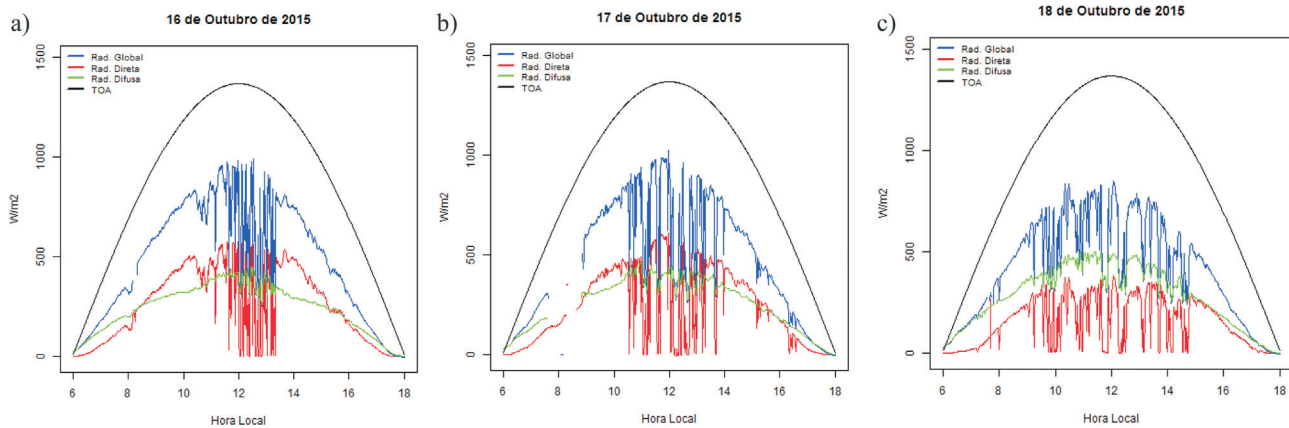 a)
16 de Outubro de 2015
Rad. Global
Rad. Direta
Rad. Difusa
TOA
W/m2
1500
1000
500
0
6 8 10 12 14 16 18
Hora Local
b)
17 de Outubro de 2015
Rad. Global
Rad. Direta
Rad. Difusa
TOA
W/m2
1500
1000
500
0
6 8 10 12 14 16 18
Hora Local
c)
18 de Outubro de 2015
Rad. Global
Rad. Direta
Rad. Difusa
TOA
W/m2
1500
1000
500
0
6 8 10 12 14 16 18
Hora Local